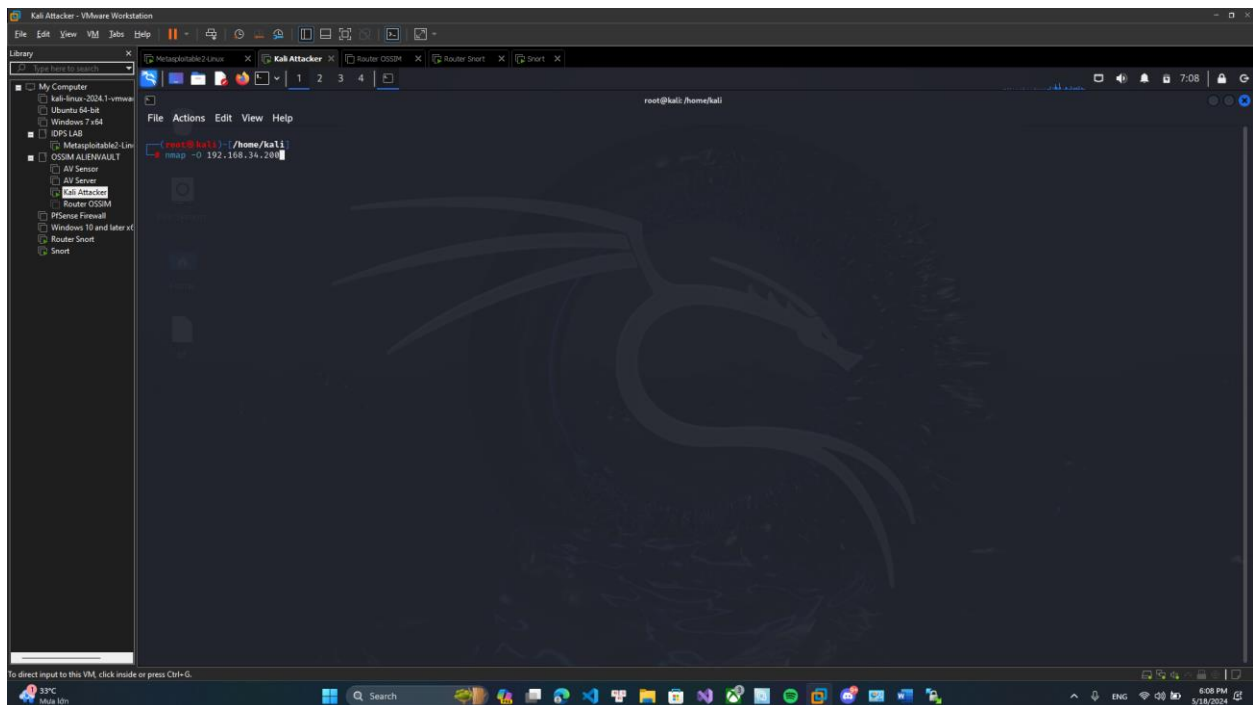 Kali Attacker - VMware Workstation
File Edit View VM Tabs Help
Library
Type here to search
Metasploitable2-Linux
Kali Attacker
Router OSSIM
Router Snort
Snort
My Computer
kali-linux-2024.1-vmwa
Ubuntu 64-bit
Windows 7 x64
IDPS LAB
Metasploitable2-Lin
OSSIM ALIENVAULT
AV Sensor
AV Server
Kali Attacker
Router OSSIM
PfSense Firewall
Windows 10 and later x6
Router Snort
Snort
1 2 3 4
7:08
root@kali: /home/kali
File Actions Edit View Help
(root㉿kali)-[/home/kali]
# nmap -O 192.168.34.200
To direct input to this VM, click inside or press Ctrl+G.
33°C
Mưa lớn
Search
ENG
6:08 PM
5/18/2024